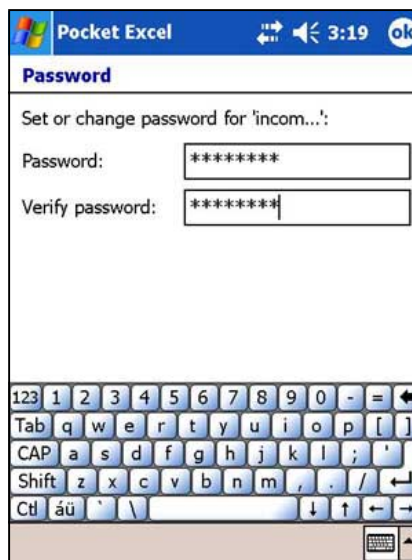 Pocket Excel 3:19 ok
Password
Set or change password for 'incom...':
Password: ********
Verify password: ********
123 1 2 3 4 5 6 7 8 9 0 - = ←
Tab q w e r t y u i o p [ ]
CAP a s d f g h j k l ; '
Shift z x c v b n m , . / ↵
Ctl áü ` \ ↓ ↑ ← →